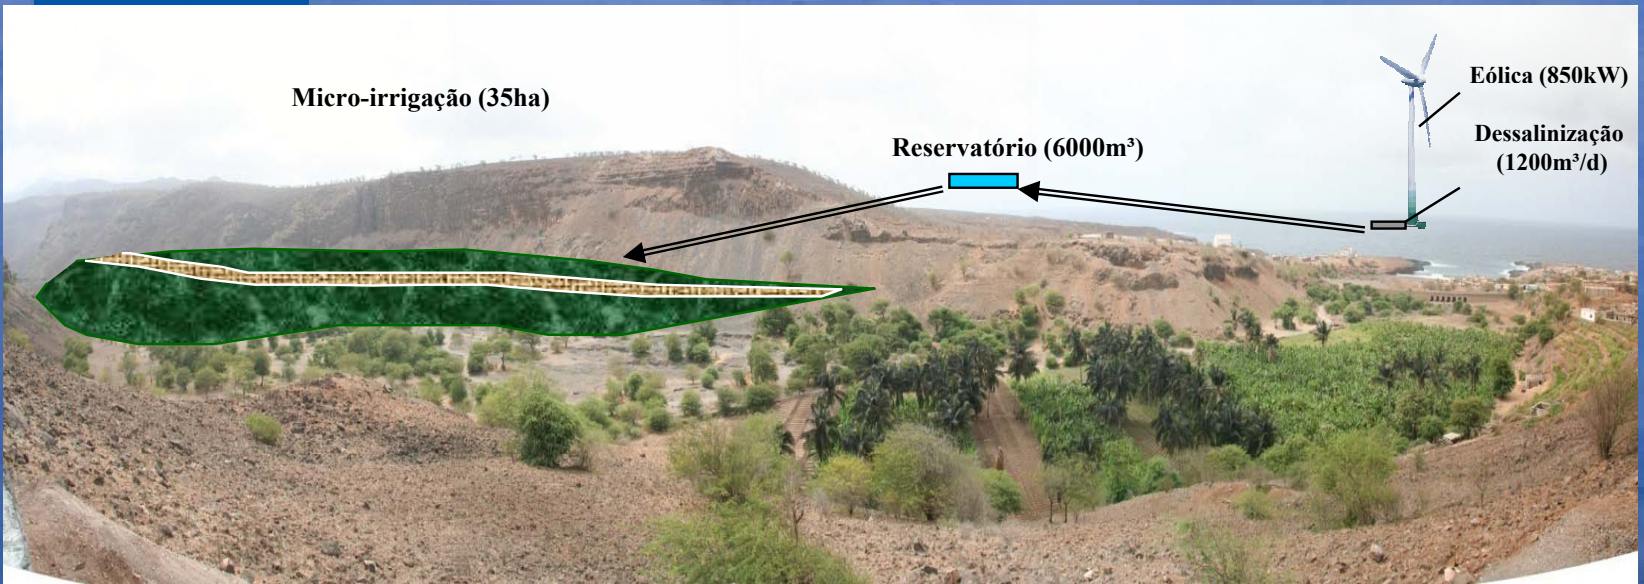 Micro-irrigação (35ha)
Reservatório (6000m³)
Eólica (850kW)
Dessalinização
(1200m³/d)